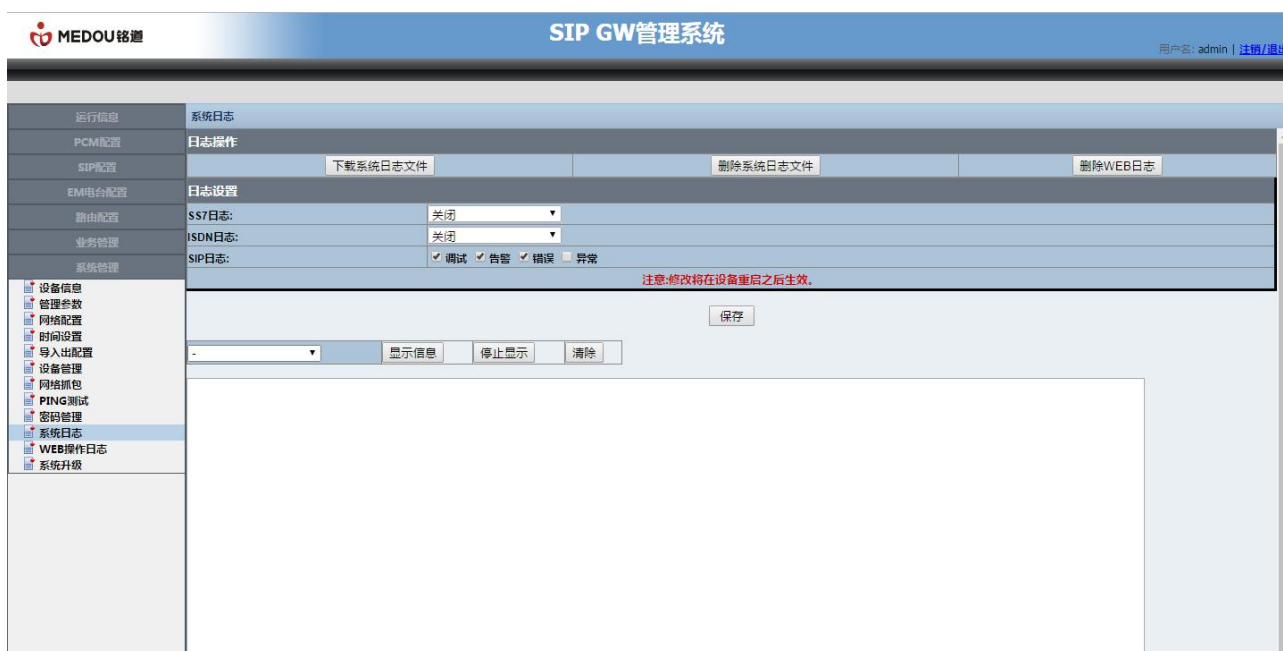 MEDOU铭道
SIP GW管理系统
用户名: admin | 注销/退出
运行信息
PCM配置
SIP配置
EM电台配置
路由配置
业务管理
系统管理
设备信息
管理参数
网络配置
时间设置
导入出配置
设备管理
网络抓包
PING测试
密码管理
系统日志
WEB操作日志
系统升级
系统日志
日志操作
下载系统日志文件 删除系统日志文件 删除WEB日志
日志设置
SS7日志: 关闭
ISDN日志: 关闭
SIP日志: 调试 告警 错误 异常
注意:修改将在设备重启之后生效。
保存
- 显示信息 停止显示 清除